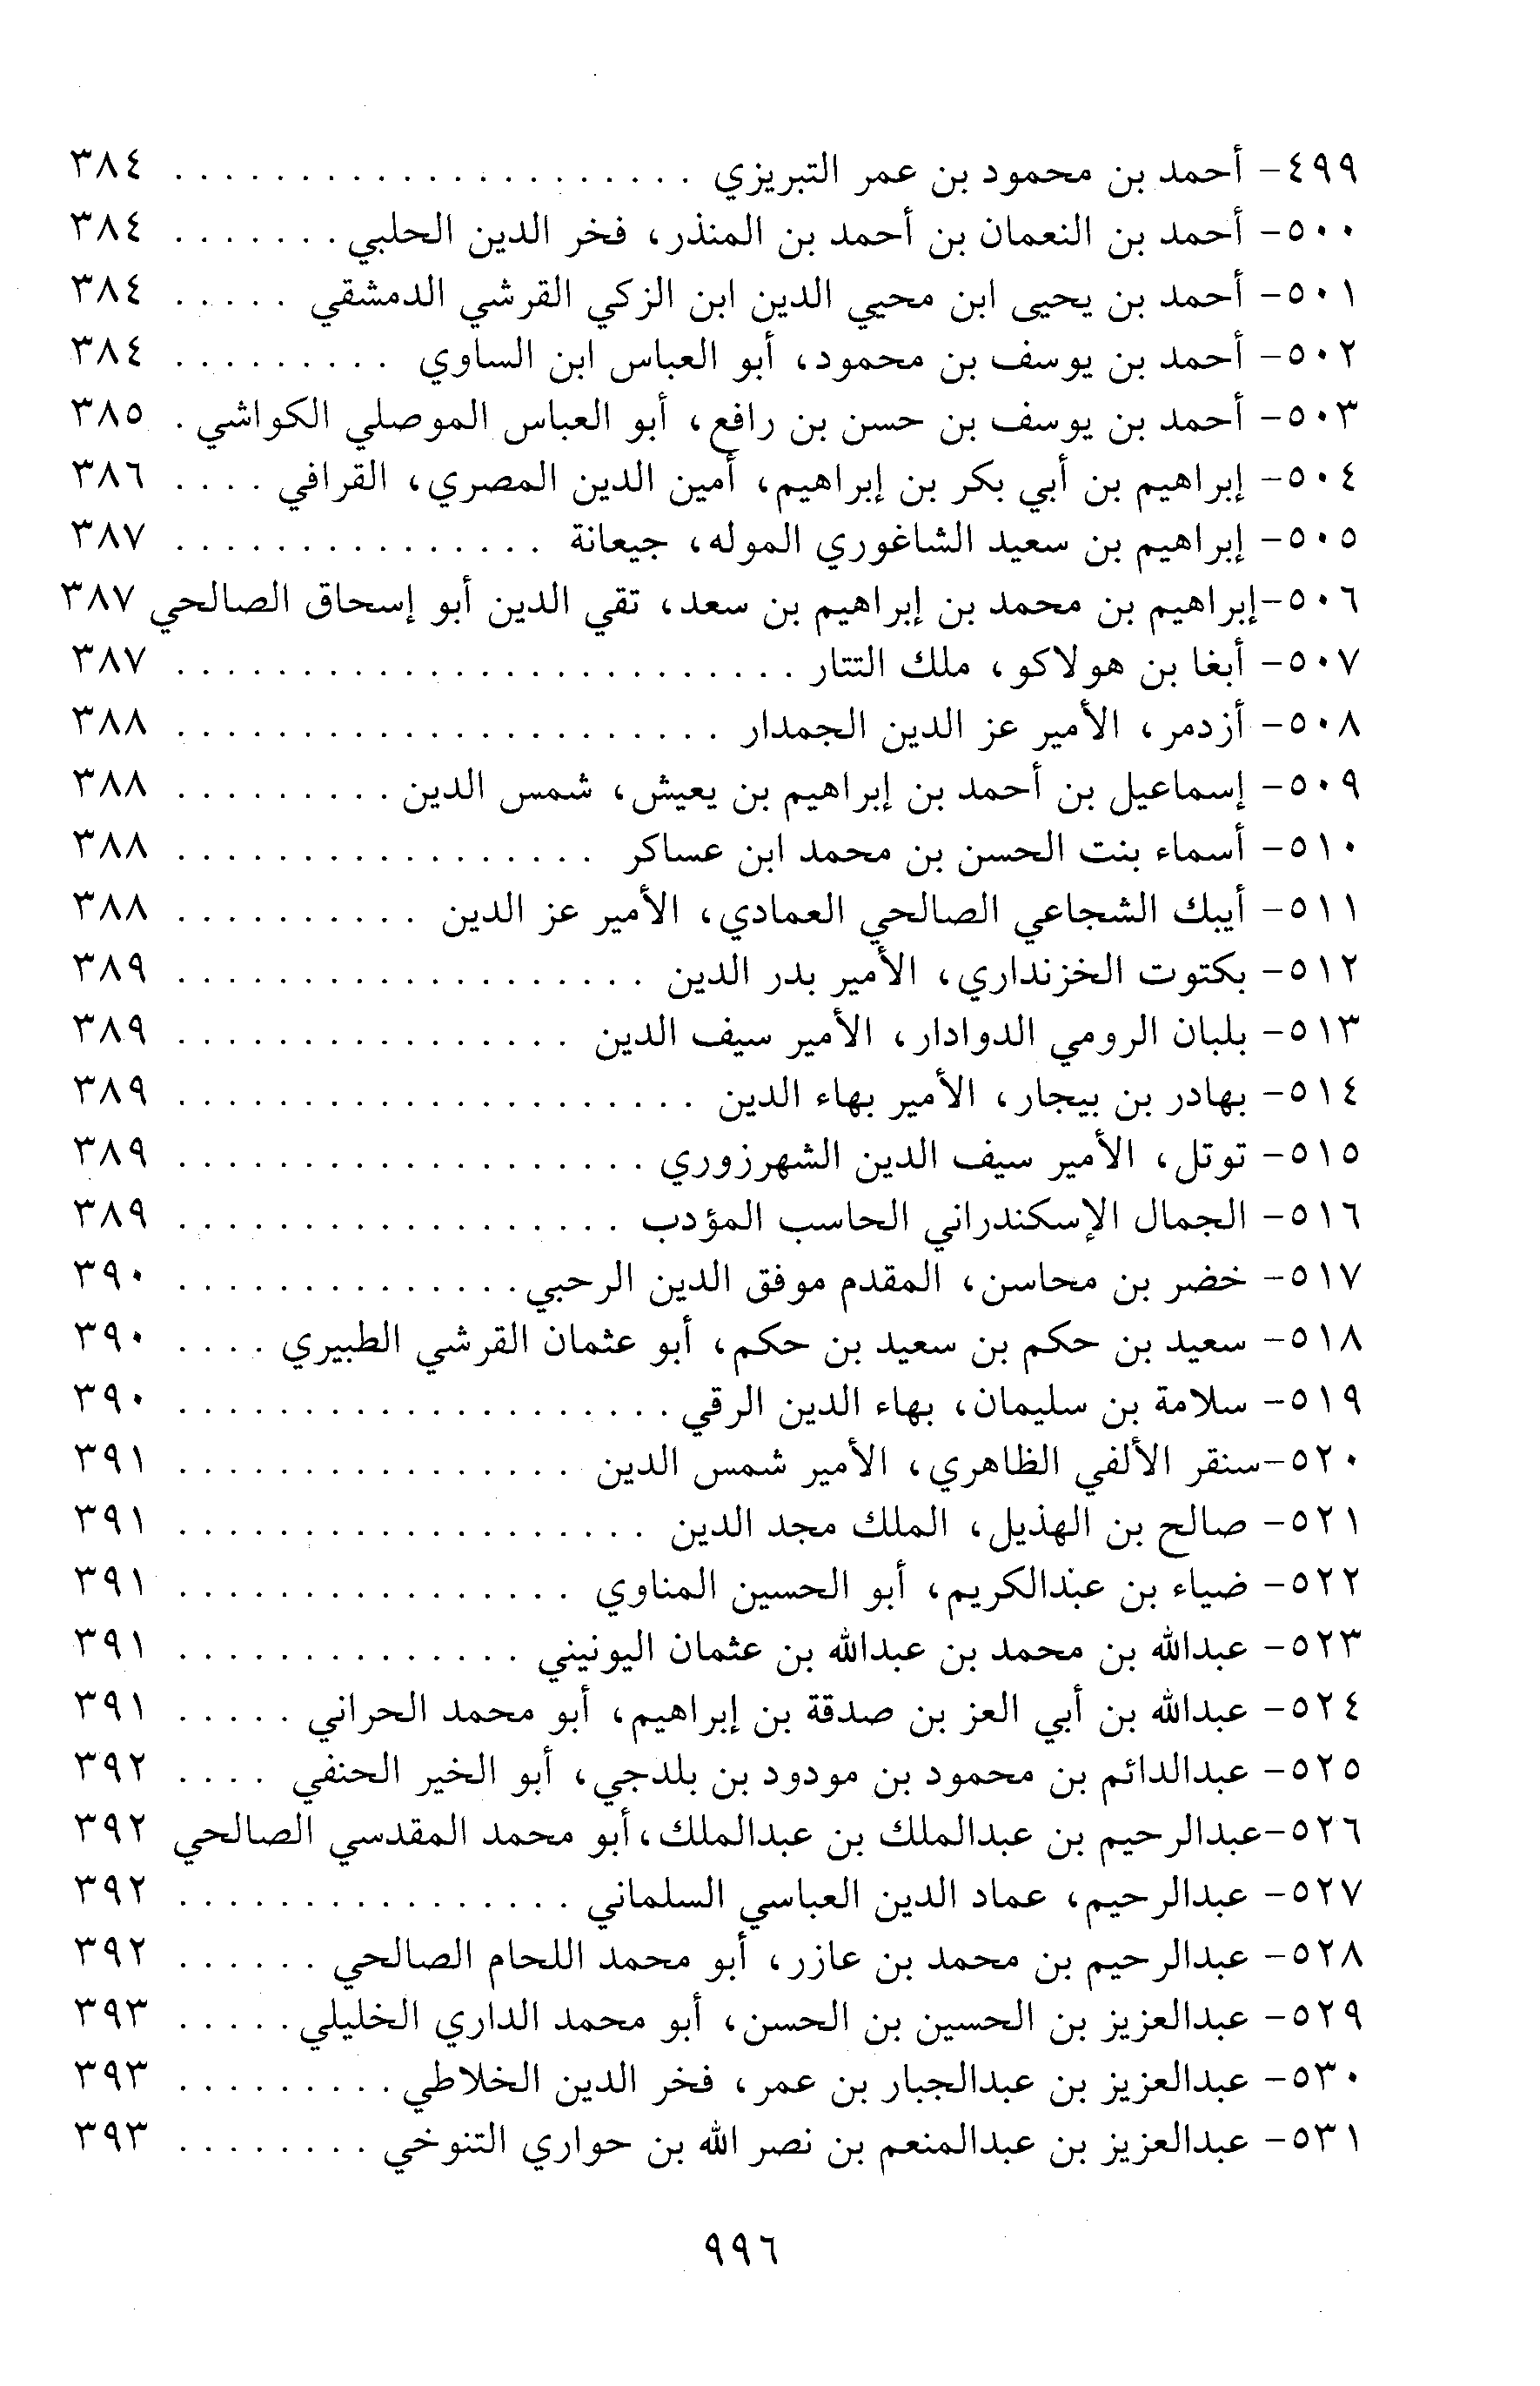 ٤٩٩- أحمد بن محمود بن عمر التبريزي . . . . . . . . . . . . . . . . . . . . . ٣٨٤
٥٠٠- أحمد بن النعمان بن أحمد بن المنذر، فخر الدين الحلبي . . . . . . . ٣٨٤
٥٠١- أحمد بن يحيى ابن محيي الدين ابن الزكي القرشي الدمشقي . . . . . ٣٨٤
٥٠٢- أحمد بن يوسف بن محمود، أبو العباس ابن الساوي . . . . . . . . . ٣٨٤
٥٠٣- أحمد بن يوسف بن حسن بن رافع، أبو العباس الموصلي الكواشي . ٣٨٥
٥٠٤- إبراهيم بن أبي بكر بن إبراهيم، أمين الدين المصري، القرافي . . . . ٣٨٦
٥٠٥- إبراهيم بن سعيد الشاغوري الموله، جيعانة . . . . . . . . . . . . . . . ٣٨٧
٥٠٦-إبراهيم بن محمد بن إبراهيم بن سعد، تقي الدين أبو إسحاق الصالحي ٣٨٧
٥٠٧- أبغا بن هولاكو، ملك التتار . . . . . . . . . . . . . . . . . . . . . . . . . ٣٨٧
٥٠٨- أزدمر، الأمير عز الدين الجمدار . . . . . . . . . . . . . . . . . . . . . . ٣٨٨
٥٠٩- إسماعيل بن أحمد بن إبراهيم بن يعيش، شمس الدين . . . . . . . . . ٣٨٨
٥١٠- أسماء بنت الحسن بن محمد ابن عساكر . . . . . . . . . . . . . . . . . ٣٨٨
٥١١- أيبك الشجاعي الصالحي العمادي، الأمير عز الدين . . . . . . . . . . ٣٨٨
٥١٢- بكتوت الخزنداري، الأمير بدر الدين . . . . . . . . . . . . . . . . . . . ٣٨٩
٥١٣- بلبان الرومي الدوادار، الأمير سيف الدين . . . . . . . . . . . . . . . . ٣٨٩
٥١٤- بهادر بن بيجار، الأمير بهاء الدين . . . . . . . . . . . . . . . . . . . . . ٣٨٩
٥١٥- توتل، الأمير سيف الدين الشهرزوري . . . . . . . . . . . . . . . . . . . ٣٨٩
٥١٦- الجمال الإسكندراني الحاسب المؤدب . . . . . . . . . . . . . . . . . . ٣٨٩
٥١٧- خضر بن محاسن، المقدم موفق الدين الرحبي . . . . . . . . . . . . . . ٣٩٠
٥١٨- سعيد بن حكم بن سعيد بن حكم، أبو عثمان القرشي الطبيري . . . . ٣٩٠
٥١٩- سلامة بن سليمان، بهاء الدين الرقي . . . . . . . . . . . . . . . . . . . . ٣٩٠
٥٢٠-سنقر الألفي الظاهري، الأمير شمس الدين . . . . . . . . . . . . . . . . ٣٩١
٥٢١- صالح بن الهذيل، الملك مجد الدين . . . . . . . . . . . . . . . . . . . ٣٩١
٥٢٢- ضياء بن عبدالكريم، أبو الحسين المناوي . . . . . . . . . . . . . . . . ٣٩١
٥٢٣- عبدالله بن محمد بن عبدالله بن عثمان اليونيني . . . . . . . . . . . . . . ٣٩١
٥٢٤- عبدالله بن أبي العز بن صدقة بن إبراهيم، أبو محمد الحراني . . . . . ٣٩١
٥٢٥- عبدالدائم بن محمود بن مودود بن بلدجي، أبو الخير الحنفي . . . . ٣٩٢
٥٢٦-عبدالرحيم بن عبدالملك بن عبدالملك،أبو محمد المقدسي الصالحي ٣٩٢
٥٢٧- عبدالرحيم، عماد الدين العباسي السلماني . . . . . . . . . . . . . . . . ٣٩٢
٥٢٨- عبدالرحيم بن محمد بن عازر، أبو محمد اللحام الصالحي . . . . . . ٣٩٢
٥٢٩- عبدالعزيز بن الحسين بن الحسن، أبو محمد الداري الخليلي . . . . . ٣٩٣
٥٣٠- عبدالعزيز بن عبدالجبار بن عمر، فخر الدين الخلاطي . . . . . . . . . ٣٩٣
٥٣١- عبدالعزيز بن عبدالمنعم بن نصر الله بن حواري التنوخي . . . . . . . . ٣٩٣
٩٩٦